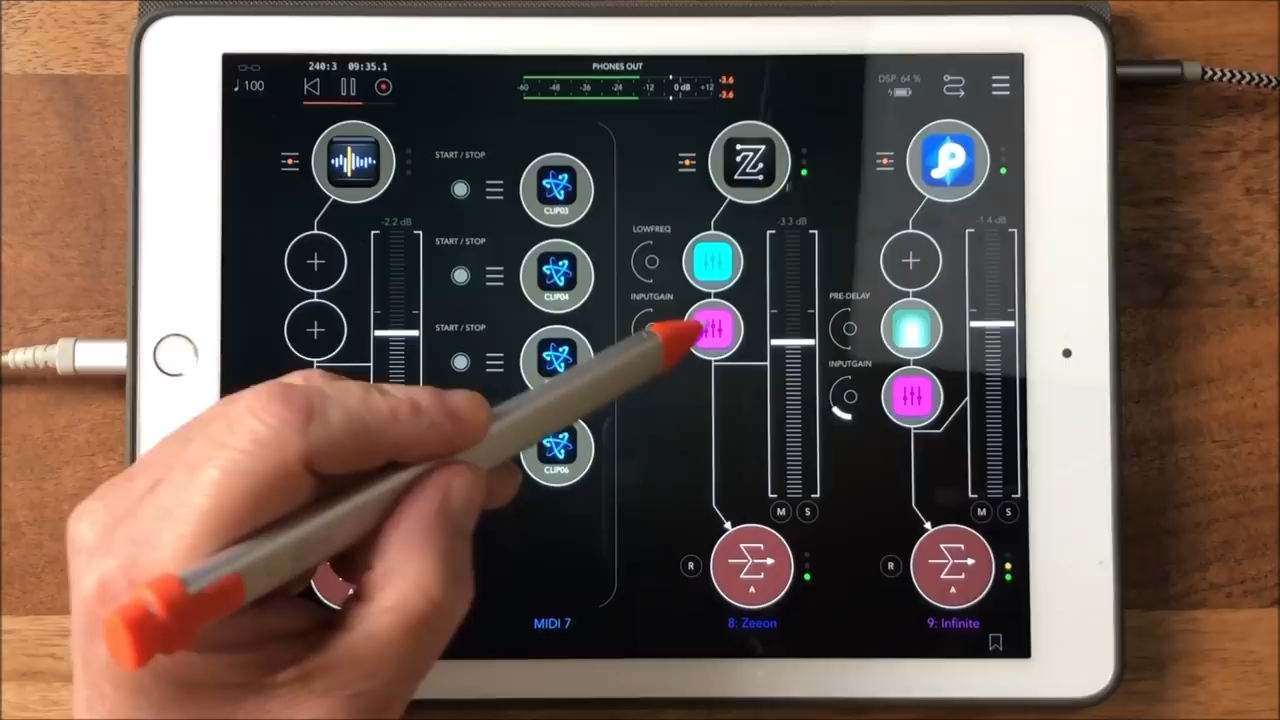 240:3 09:35.1
♩100
PHONES OUT
-60 -48 -36 -24 -12 0 dB +12
-3.6
-3.6
DSP: 64 %
START / STOP
CLIP03
-2.2 dB
START / STOP
CLIP04
START / STOP
CLIP06
MIDI 7
LOWFREQ
INPUTGAIN
-3.3 dB
M S
R
A
8: Zeeon
PRE-DELAY
INPUTGAIN
-1.4 dB
M S
R
A
9: Infinite